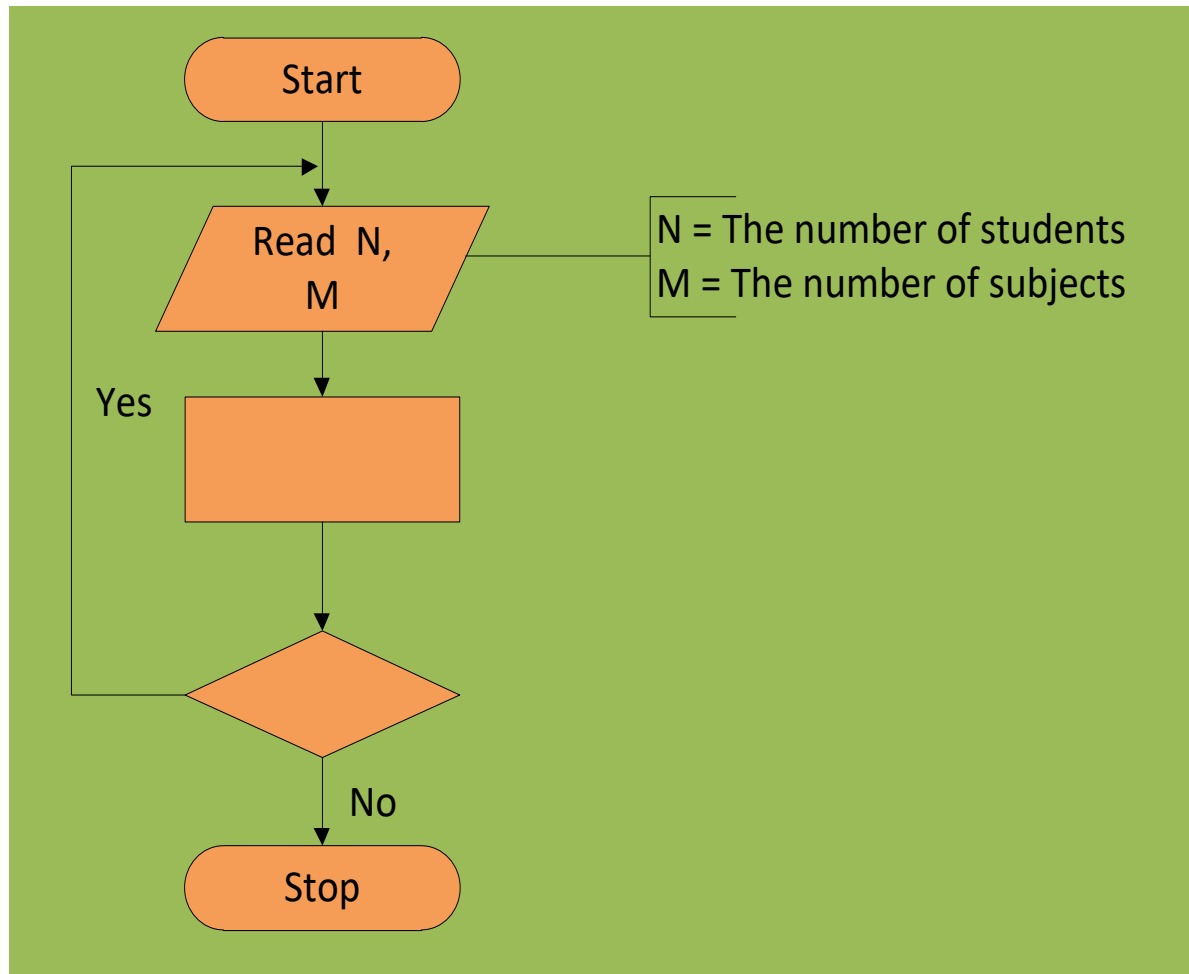 Start
Read N,
M
N = The number of students
M = The number of subjects
Yes
No
Stop